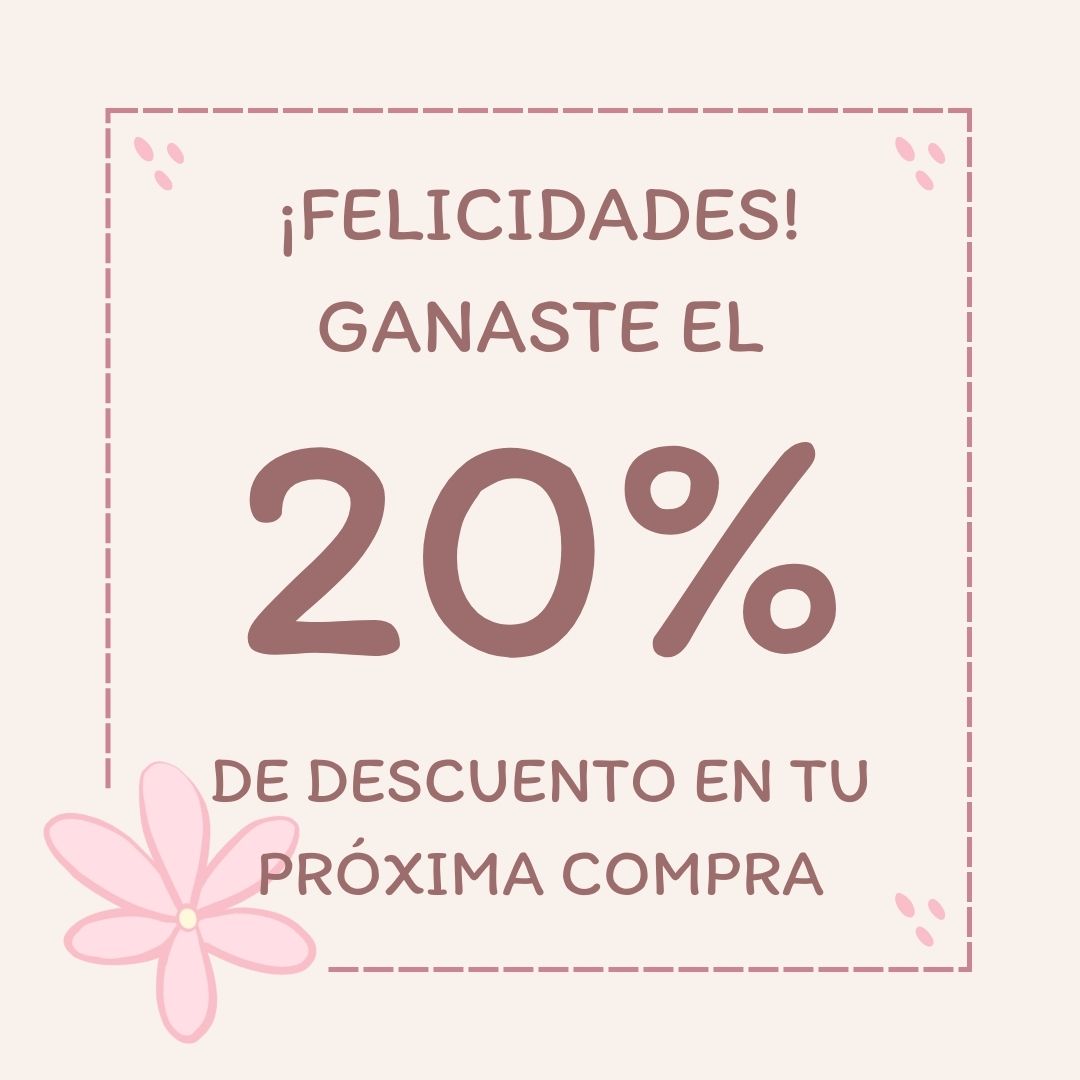 ¡FELICIDADES!
GANASTE EL
20%
DE DESCUENTO EN TU
PRÓXIMA COMPRA